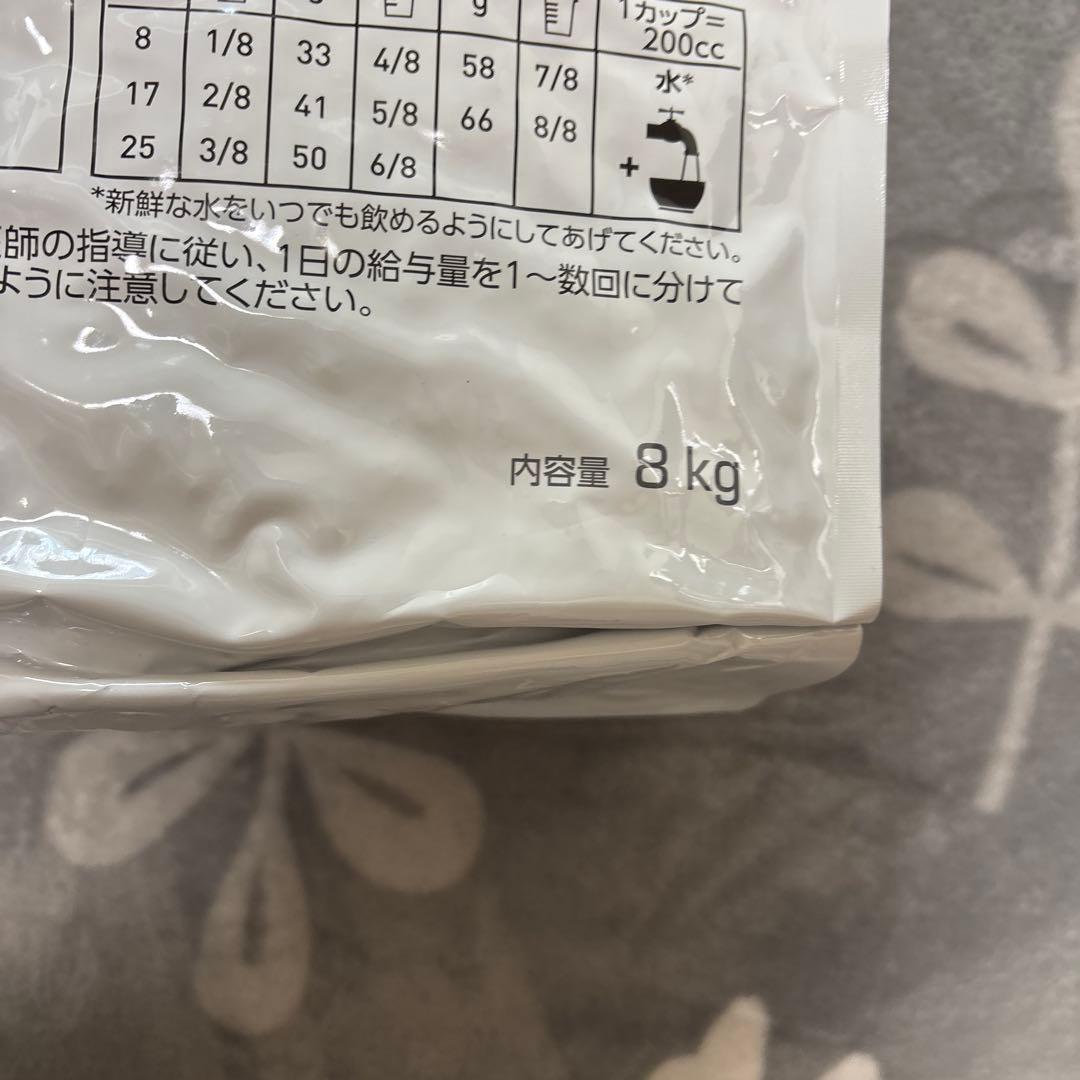 g g 1カップ=
200cc
8 1/8 33 4/8 58 7/8 水*
17 2/8 41 5/8 66 8/8
25 3/8 50 6/8 +
*新鮮な水をいつでも飲めるようにしてあげてください。
師の指導に従い、1日の給与量を1〜数回に分けて
ように注意してください。
内容量 8 kg